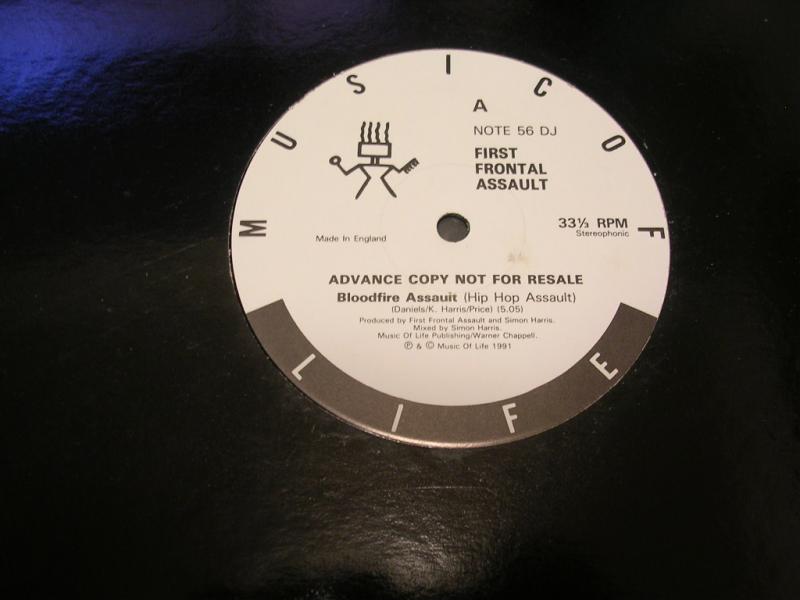 MUSIC OF
A
NOTE 56 DJ
FIRST
FRONTAL
ASSAULT
33⅓ RPM
Stereophonic
Made In England
ADVANCE COPY NOT FOR RESALE
Bloodfire Assault (Hip Hop Assault)
(Daniels/K. Harris/Price) (5.05)
Produced by First Frontal Assault and Simon Harris.
Mixed by Simon Harris.
Music Of Life Publishing/Warner Chappell.
℗ & © Music Of Life 1991
LIFE